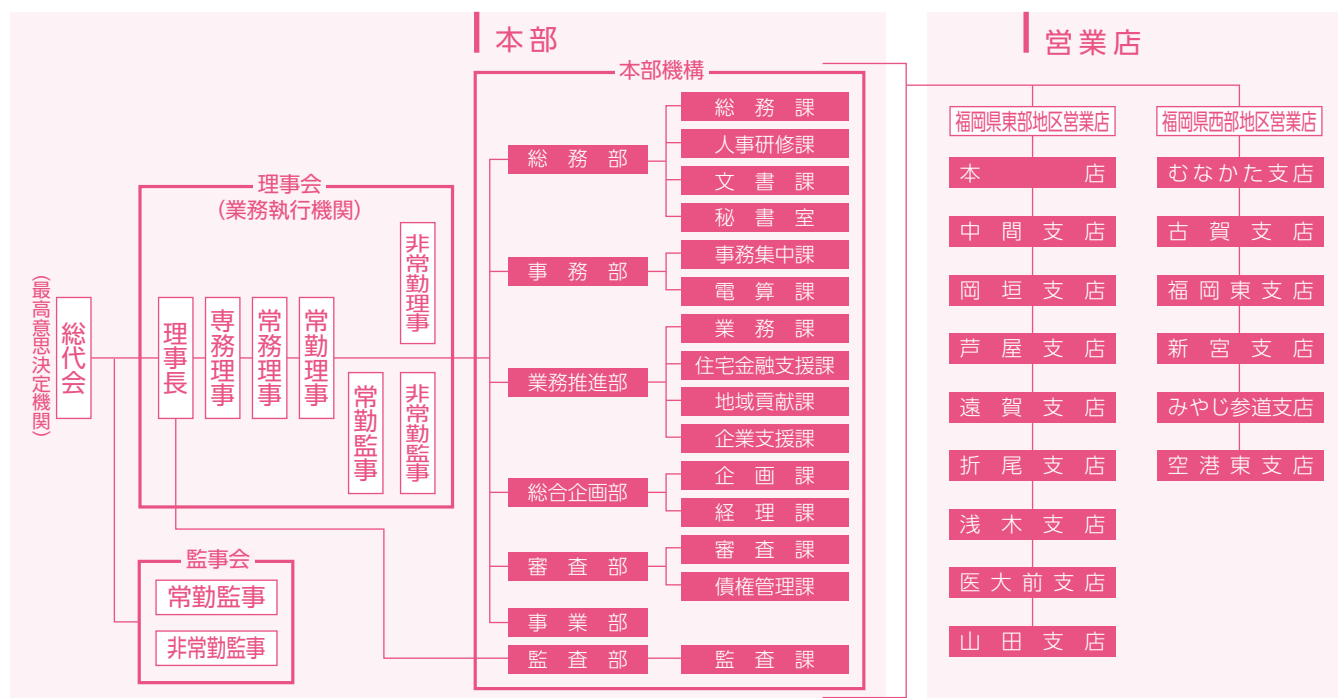 本部
営業店
本部機構
(最高意思決定機関)
総代会
理事会
(業務執行機関)
理事長
専務理事
常務理事
常勤理事
非常勤理事
常勤監事
非常勤監事
監事会
常勤監事
非常勤監事
総務部
総務課
人事研修課
文書課
秘書室
事務部
事務集中課
電算課
業務推進部
業務課
住宅金融支援課
地域貢献課
企業支援課
総合企画部
企画課
経理課
審査部
審査課
債権管理課
事業部
監査部
監査課
福岡県東部地区営業店
本店
中間支店
岡垣支店
芦屋支店
遠賀支店
折尾支店
浅木支店
医大前支店
山田支店
福岡県西部地区営業店
むなかた支店
古賀支店
福岡東支店
新宮支店
みやじ参道支店
空港東支店